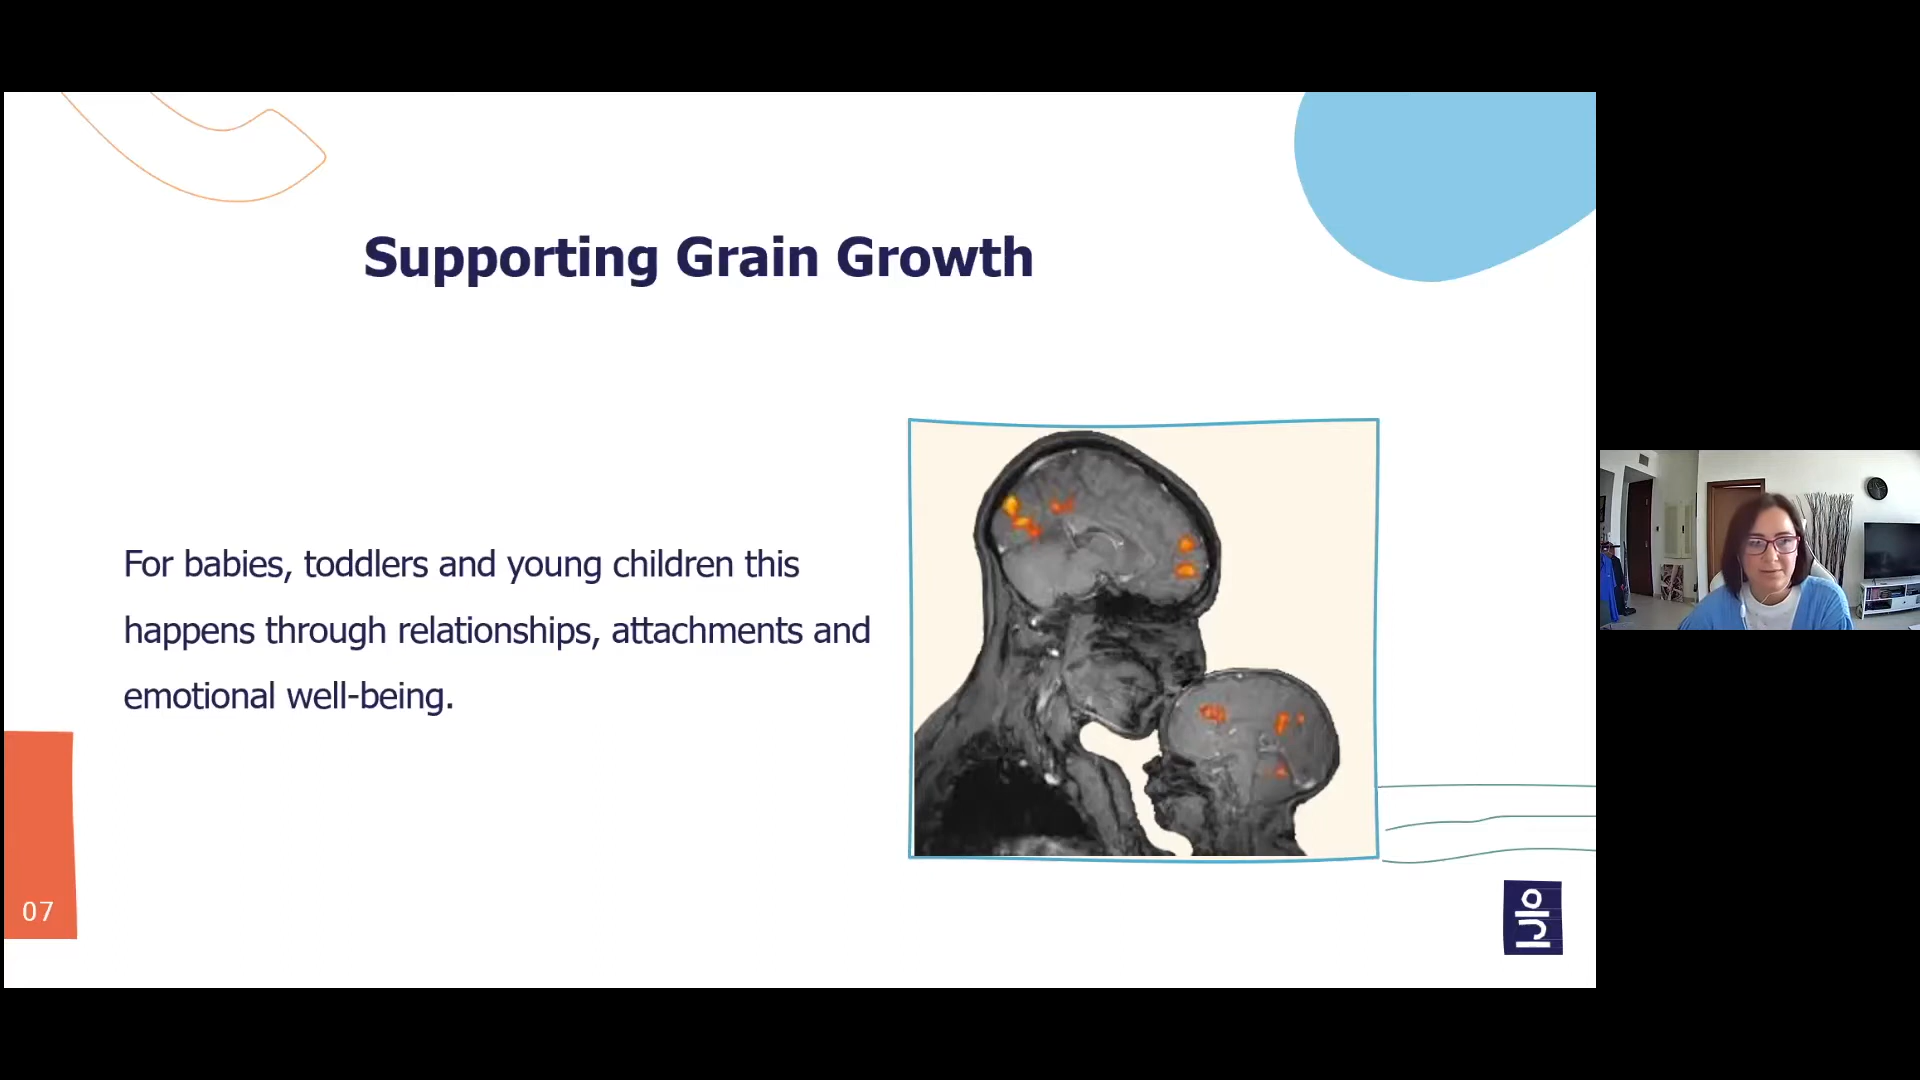 Supporting Grain Growth
For babies, toddlers and young children this
happens through relationships, attachments and
emotional well-being.
07